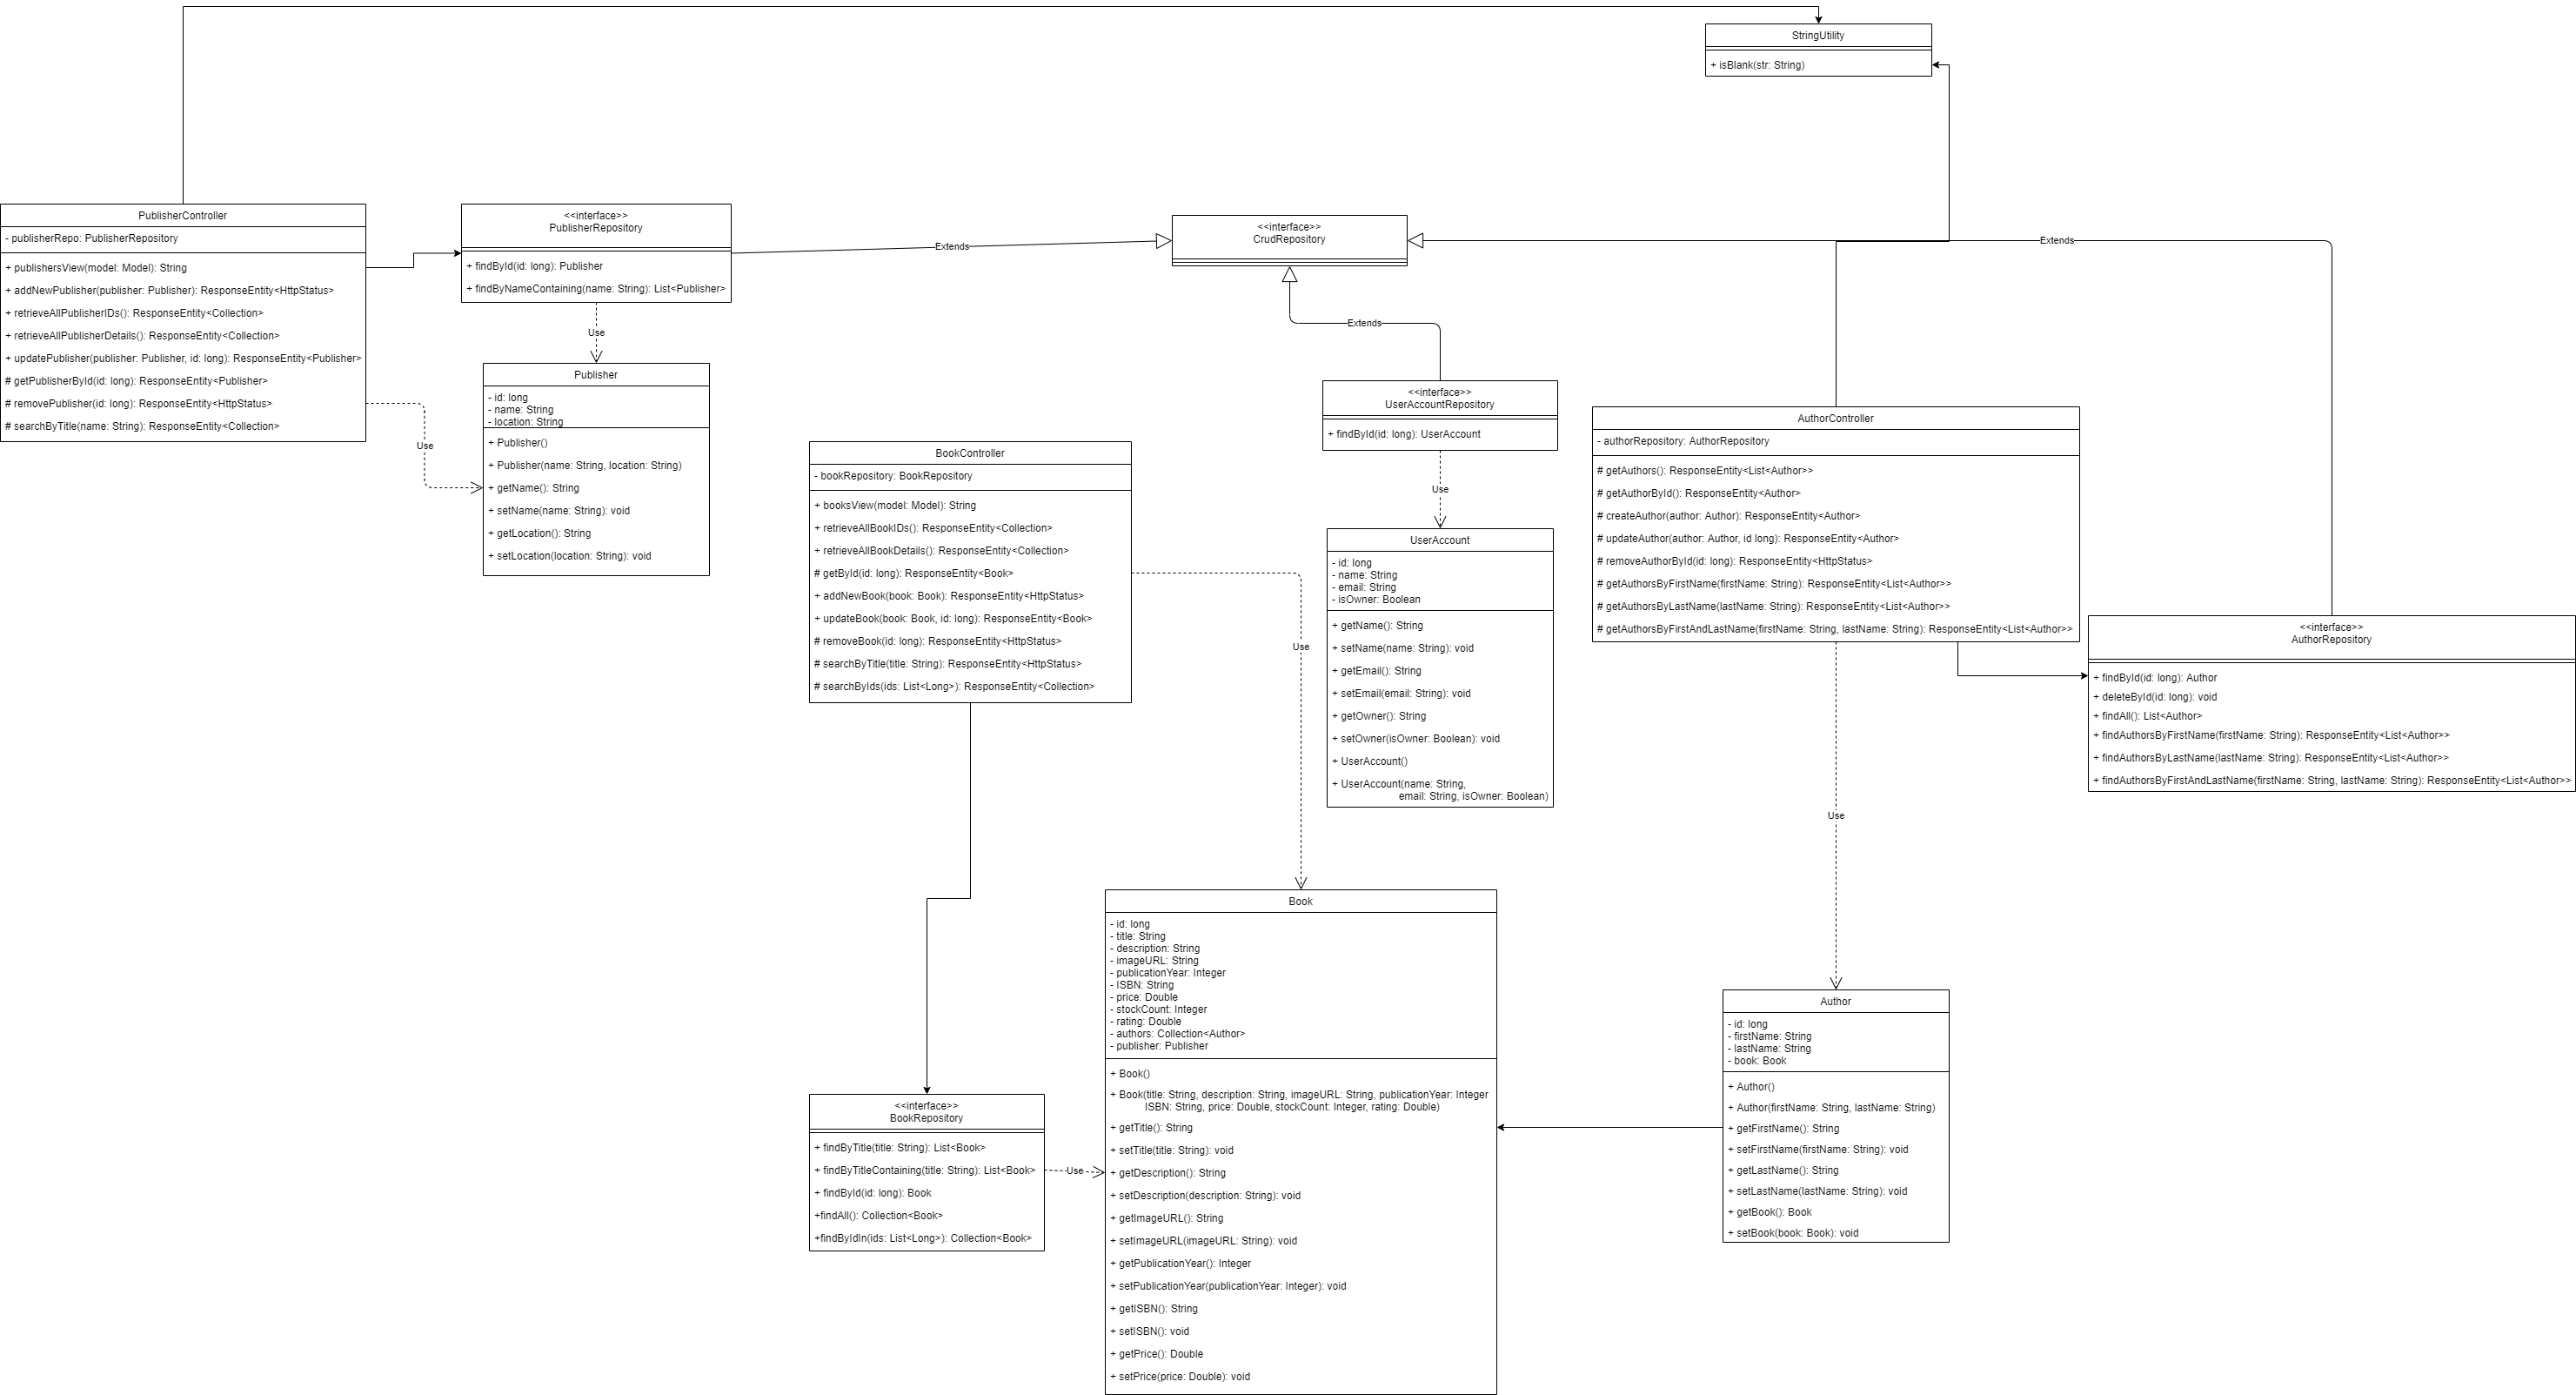 StringUtility
+ isBlank(str: String)
PublisherController
- publisherRepo: PublisherRepository
+ publishersView(model: Model): String
+ addNewPublisher(publisher: Publisher): ResponseEntity<HttpStatus>
+ retrieveAllPublisherIDs(): ResponseEntity<Collection>
+ retrieveAllPublisherDetails(): ResponseEntity<Collection>
+ updatePublisher(publisher: Publisher, id: long): ResponseEntity<Publisher>
# getPublisherById(id: long): ResponseEntity<Publisher>
# removePublisher(id: long): ResponseEntity<HttpStatus>
# searchByTitle(name: String): ResponseEntity<Collection>
<<interface>>
PublisherRepository
+ findById(id: long): Publisher
+ findByNameContaining(name: String): List<Publisher>
Extends
<<interface>>
CrudRepository
Extends
Extends
Use
Use
Publisher
- id: long
- name: String
- location: String
+ Publisher()
+ Publisher(name: String, location: String)
+ getName(): String
+ setName(name: String): void
+ getLocation(): String
+ setLocation(location: String): void
BookController
- bookRepository: BookRepository
+ booksView(model: Model): String
+ retrieveAllBookIDs(): ResponseEntity<Collection>
+ retrieveAllBookDetails(): ResponseEntity<Collection>
# getById(id: long): ResponseEntity<Book>
+ addNewBook(book: Book): ResponseEntity<HttpStatus>
+ updateBook(book: Book, id: long): ResponseEntity<Book>
# removeBook(id: long): ResponseEntity<HttpStatus>
# searchByTitle(title: String): ResponseEntity<HttpStatus>
# searchByIds(ids: List<Long>): ResponseEntity<Collection>
Use
<<interface>>
UserAccountRepository
+ findById(id: long): UserAccount
Use
UserAccount
- id: long
- name: String
- email: String
- isOwner: Boolean
+ getName(): String
+ setName(name: String): void
+ getEmail(): String
+ setEmail(email: String): void
+ getOwner(): String
+ setOwner(isOwner: Boolean): void
+ UserAccount()
+ UserAccount(name: String,
email: String, isOwner: Boolean)
AuthorController
- authorRepository: AuthorRepository
# getAuthors(): ResponseEntity<List<Author>>
# getAuthorById(): ResponseEntity<Author>
# createAuthor(author: Author): ResponseEntity<Author>
# updateAuthor(author: Author, id long): ResponseEntity<Author>
# removeAuthorById(id: long): ResponseEntity<HttpStatus>
# getAuthorsByFirstName(firstName: String): ResponseEntity<List<Author>>
# getAuthorsByLastName(lastName: String): ResponseEntity<List<Author>>
# getAuthorsByFirstAndLastName(firstName: String, lastName: String): ResponseEntity<List<Author>>
<<interface>>
AuthorRepository
+ findById(id: long): Author
+ deleteById(id: long): void
+ findAll(): List<Author>
+ findAuthorsByFirstName(firstName: String): ResponseEntity<List<Author>>
+ findAuthorsByLastName(lastName: String): ResponseEntity<List<Author>>
+ findAuthorsByFirstAndLastName(firstName: String, lastName: String): ResponseEntity<List<Author>>
Use
Book
- id: long
- title: String
- description: String
- imageURL: String
- publicationYear: Integer
- ISBN: String
- price: Double
- stockCount: Integer
- rating: Double
- authors: Collection<Author>
- publisher: Publisher
+ Book()
+ Book(title: String, description: String, imageURL: String, publicationYear: Integer
ISBN: String, price: Double, stockCount: Integer, rating: Double)
+ getTitle(): String
+ setTitle(title: String): void
+ getDescription(): String
+ setDescription(description: String): void
+ getImageURL(): String
+ setImageURL(imageURL: String): void
+ getPublicationYear(): Integer
+ setPublicationYear(publicationYear: Integer): void
+ getISBN(): String
+ setISBN(): void
+ getPrice(): Double
+ setPrice(price: Double): void
<<interface>>
BookRepository
+ findByTitle(title: String): List<Book>
+ findByTitleContaining(title: String): List<Book>
+ findById(id: long): Book
+findAll(): Collection<Book>
+findByIdIn(ids: List<Long>): Collection<Book>
Use
Author
- id: long
- firstName: String
- lastName: String
- book: Book
+ Author()
+ Author(firstName: String, lastName: String)
+ getFirstName(): String
+ setFirstName(firstName: String): void
+ getLastName(): String
+ setLastName(lastName: String): void
+ getBook(): Book
+ setBook(book: Book): void